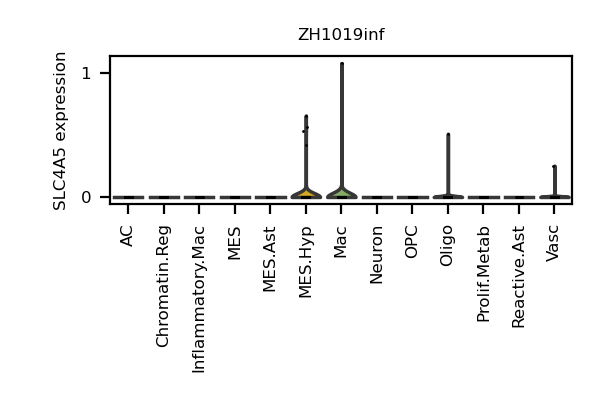 ZH1019inf
SLC4A5 expression
1
0
AC
Chromatin.Reg
Inflammatory.Mac
MES
MES.Ast
MES.Hyp
Mac
Neuron
OPC
Oligo
Prolif.Metab
Reactive.Ast
Vasc